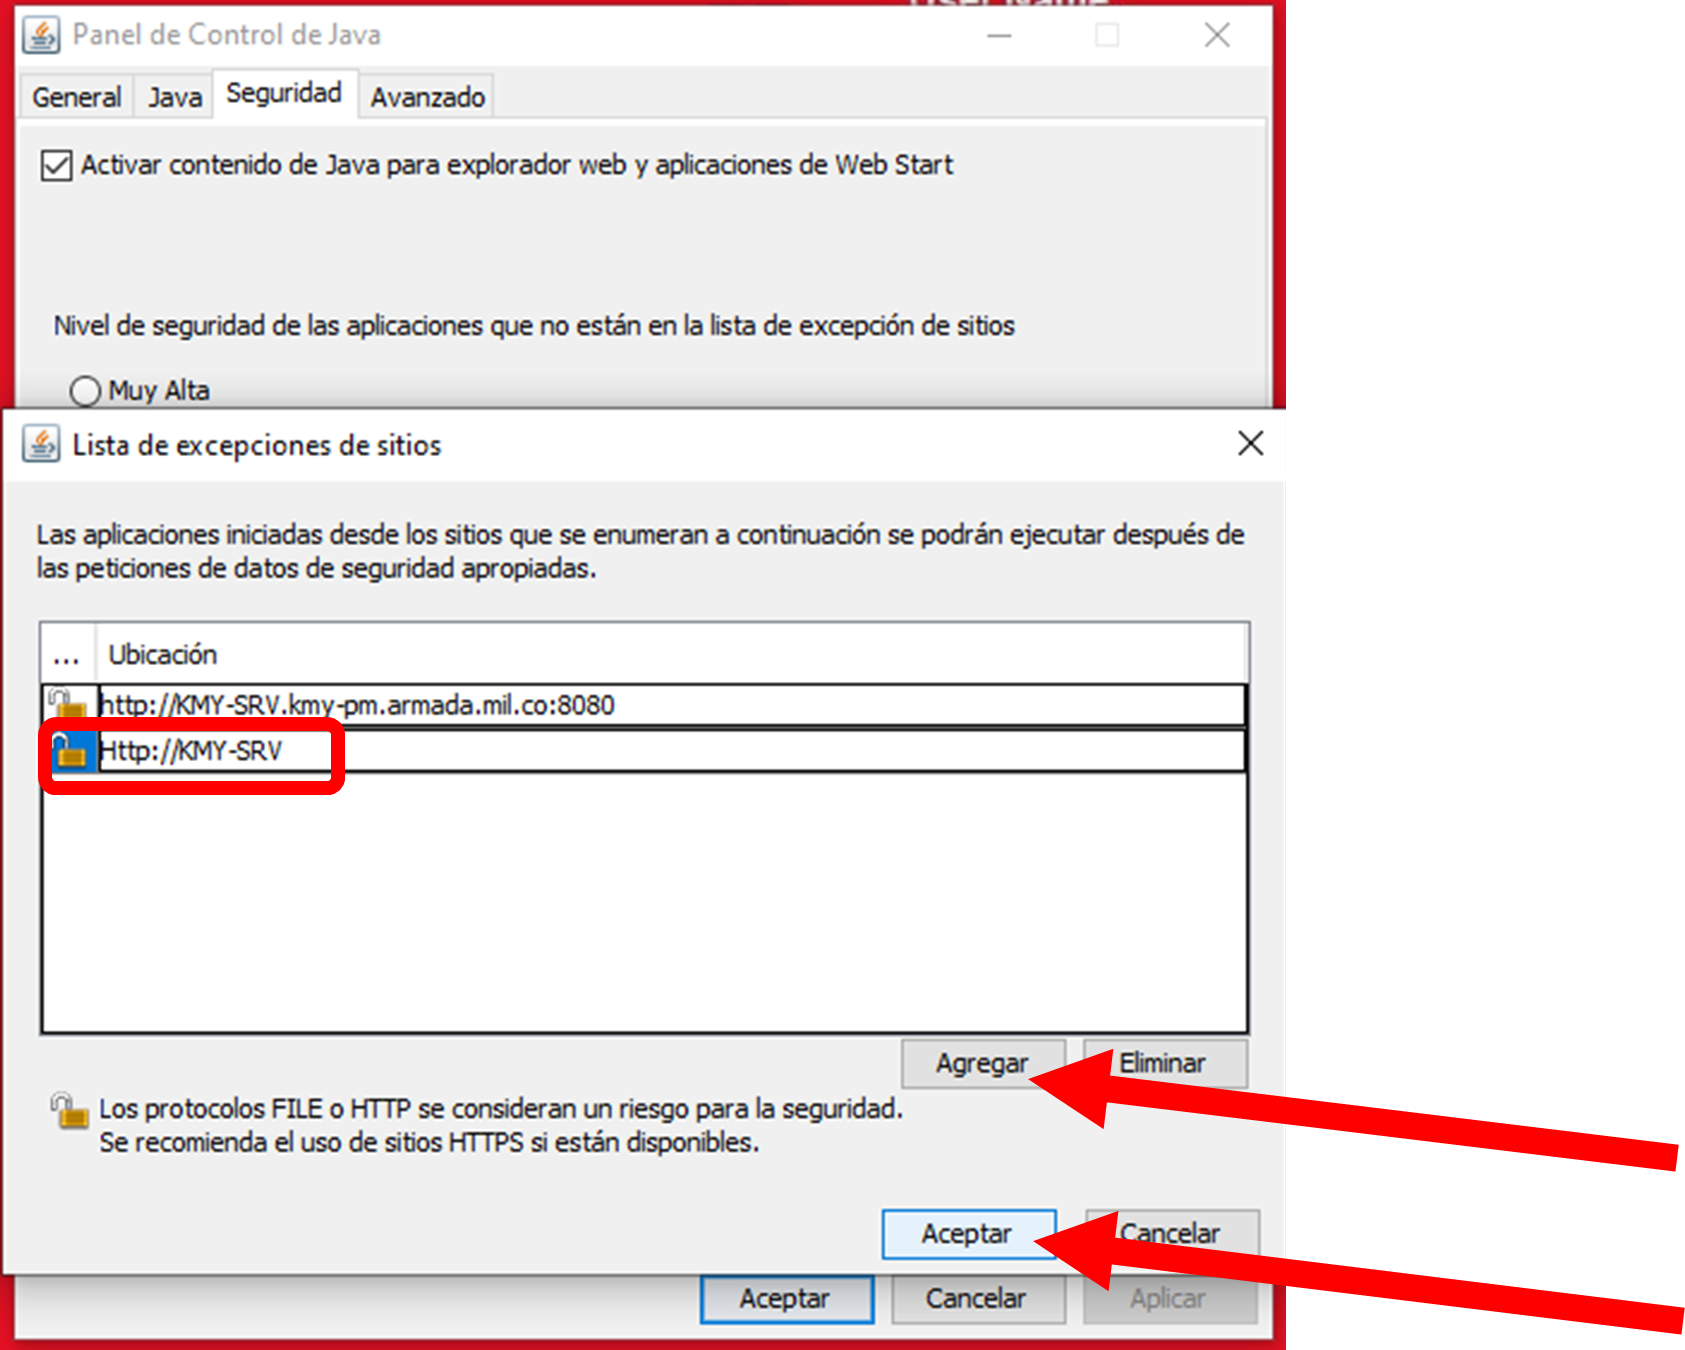 User Name
Panel de Control de Java
General Java Seguridad Avanzado
Activar contenido de Java para explorador web y aplicaciones de Web Start
Nivel de seguridad de las aplicaciones que no están en la lista de excepción de sitios
Muy Alta
Lista de excepciones de sitios
Las aplicaciones iniciadas desde los sitios que se enumeran a continuación se podrán ejecutar después de
las peticiones de datos de seguridad apropiadas.
... Ubicación
http://KMY-SRV.kmy-pm.armada.mil.co:8080
Http://KMY-SRV
Agregar Eliminar
Los protocolos FILE o HTTP se consideran un riesgo para la seguridad.
Se recomienda el uso de sitios HTTPS si están disponibles.
Aceptar Cancelar
Aceptar Cancelar Aplicar